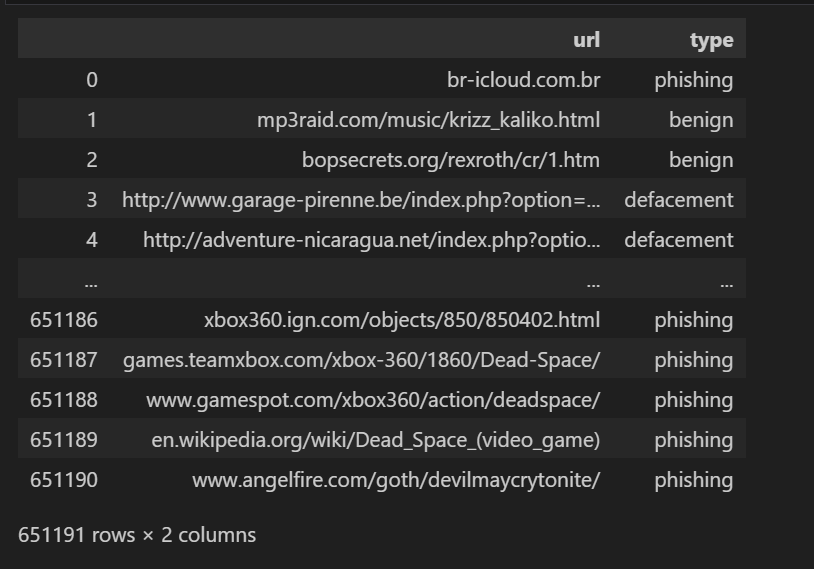 url type
0 br-icloud.com.br phishing
1 mp3raid.com/music/krizz_kaliko.html benign
2 bopsecrets.org/rexroth/cr/1.htm benign
3 http://www.garage-pirenne.be/index.php?option=... defacement
4 http://adventure-nicaragua.net/index.php?optio... defacement
... ... ...
651186 xbox360.ign.com/objects/850/850402.html phishing
651187 games.teamxbox.com/xbox-360/1860/Dead-Space/ phishing
651188 www.gamespot.com/xbox360/action/deadspace/ phishing
651189 en.wikipedia.org/wiki/Dead_Space_(video_game) phishing
651190 www.angelfire.com/goth/devilmaycrytonite/ phishing
651191 rows × 2 columns